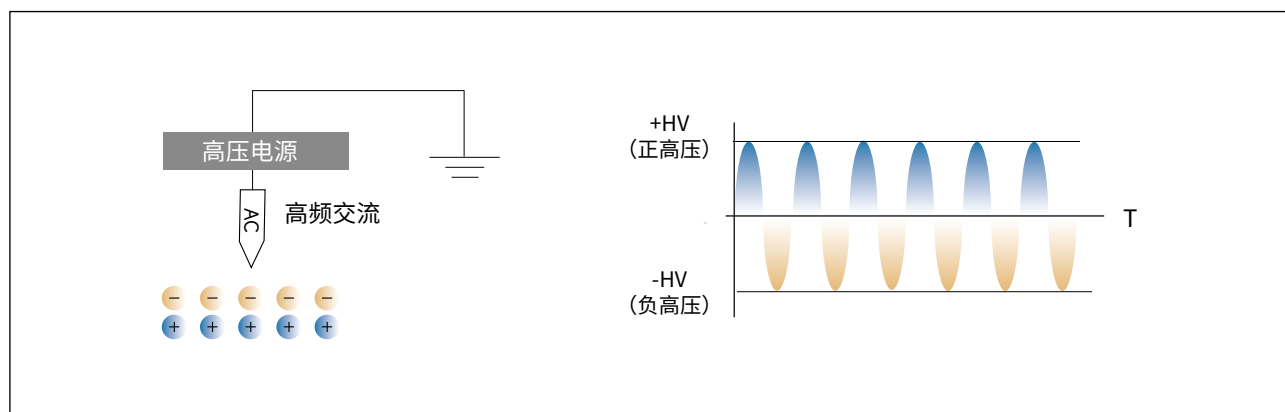 高压电源
AC
高频交流
− − − − −
+ + + + +
+HV
（正高压）
T
-HV
（负高压）